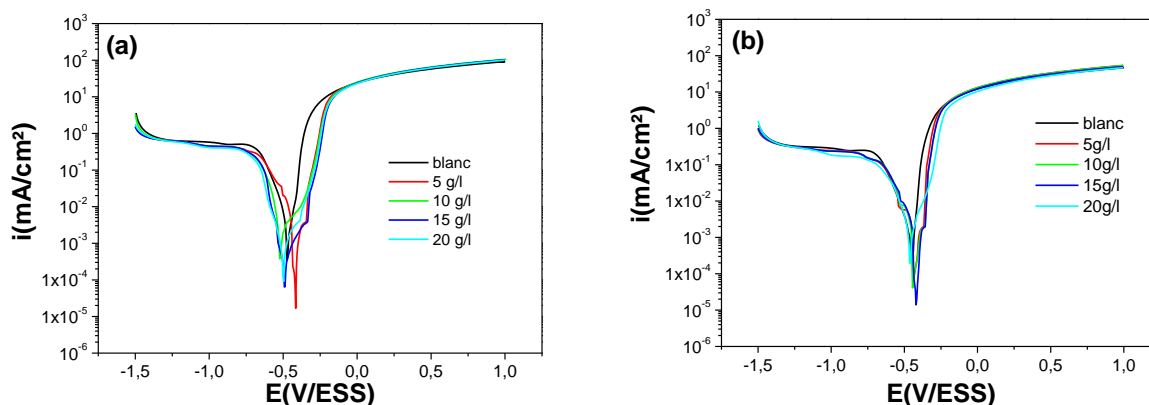 (a)
10³
10²
10¹
10⁰
10⁻¹
10⁻²
10⁻³
1x10⁻⁴
1x10⁻⁵
10⁻⁶
i(mA/cm²)
blanc
5 g/l
10 g/l
15 g/l
20 g/l
-1,5 -1,0 -0,5 0,0 0,5 1,0
E(V/ESS)
(b)
10³
10²
10¹
10⁰
1x10⁻¹
1x10⁻²
10⁻³
1x10⁻⁴
10⁻⁵
10⁻⁶
i(mA/cm²)
blanc
5g/l
10g/l
15g/l
20g/l
-1,5 -1,0 -0,5 0,0 0,5 1,0
E(V/ESS)